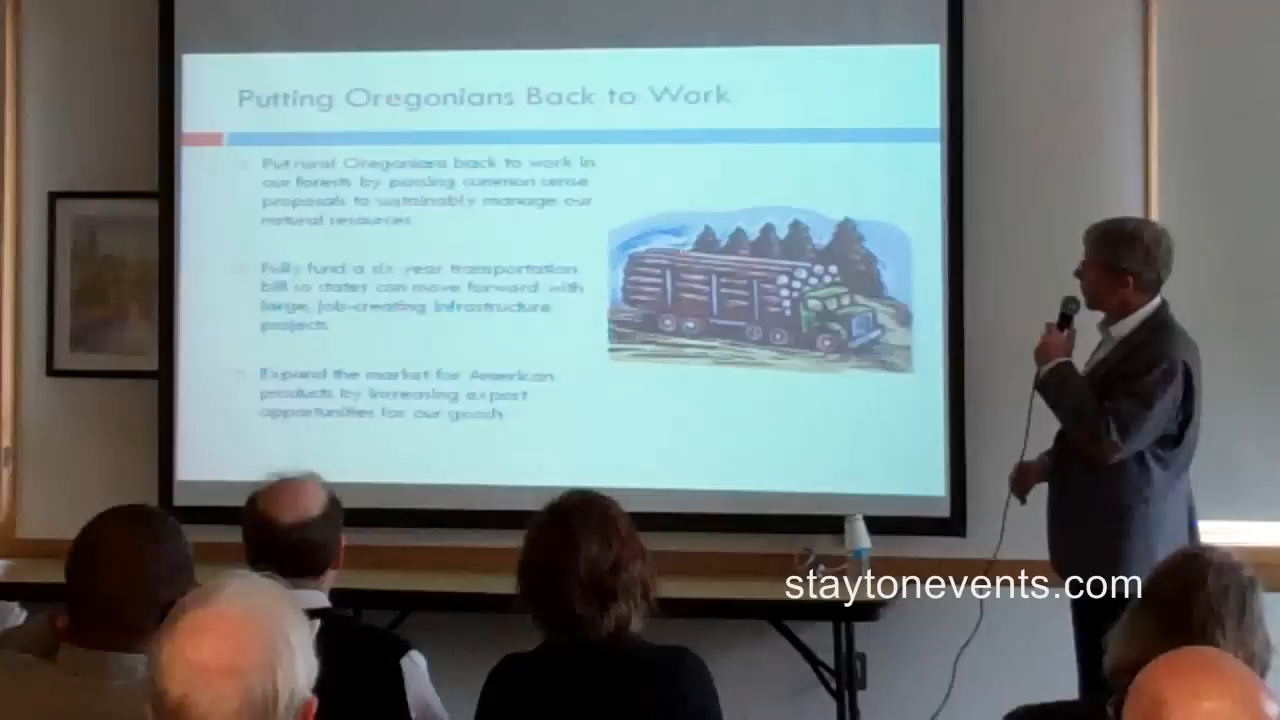 Putting Oregonians Back to Work
Put rural Oregonians back to work in
our forests by passing common sense
proposals to sustainably manage our
natural resources
Fully fund a six year transportation
bill so states can move forward with
large, job-creating infrastructure
projects
Expand the market for American
products by increasing export
opportunities for our goods
staytonevents.com